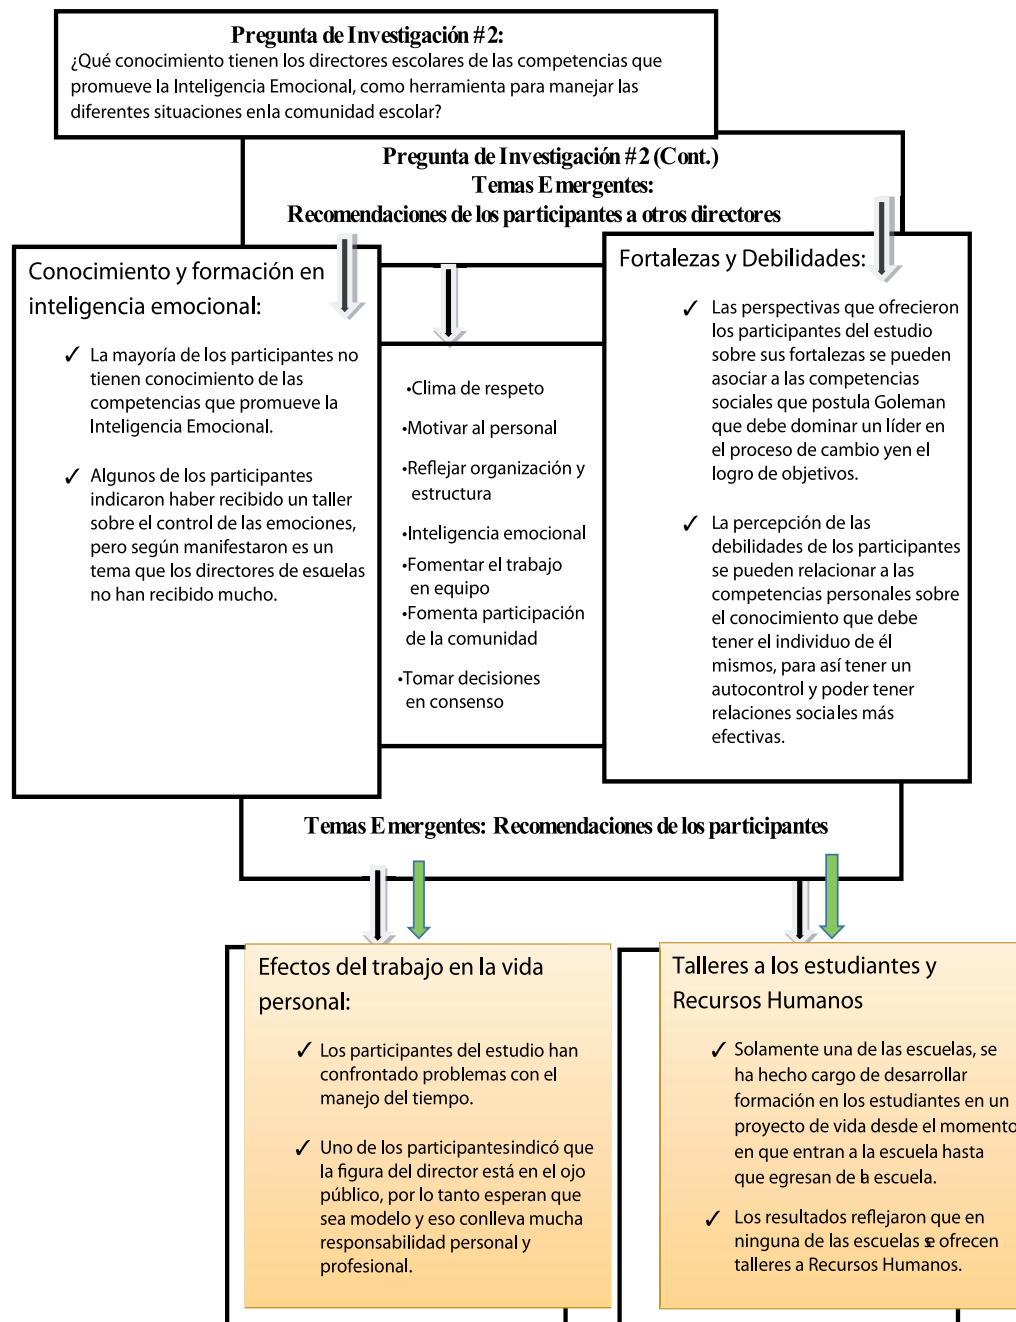 Pregunta de Investigación #2:
¿Qué conocimiento tienen los directores escolares de las competencias que
promueve la Inteligencia Emocional, como herramienta para manejar las
diferentes situaciones enla comunidad escolar?
Pregunta de Investigación #2 (Cont.)
Temas Emergentes:
Recomendaciones de los participantes a otros directores
Conocimiento y formación en
inteligencia emocional:
✓ La mayoría de los participantes no
tienen conocimiento de las
competencias que promueve la
Inteligencia Emocional.
✓ Algunos de los participantes
indicaron haber recibido un taller
sobre el control de las emociones,
pero según manifestaron es un
tema que los directores de escuelas
no han recibido mucho.
•Clima de respeto
•Motivar al personal
•Reflejar organización y
estructura
•Inteligencia emocional
•Fomentar el trabajo
en equipo
•Fomenta participación
de la comunidad
•Tomar decisiones
en consenso
Fortalezas y Debilidades:
✓ Las perspectivas que ofrecieron
los participantes del estudio
sobre sus fortalezas se pueden
asociar a las competencias
sociales que postula Goleman
que debe dominar un líder en
el proceso de cambio yen el
logro de objetivos.
✓ La percepción de las
debilidades de los participantes
se pueden relacionar a las
competencias personales sobre
el conocimiento que debe
tener el individuo de él
mismos, para así tener un
autocontrol y poder tener
relaciones sociales más
efectivas.
Temas Emergentes: Recomendaciones de los participantes
Efectos del trabajo en la vida
personal:
✓ Los participantes del estudio han
confrontado problemas con el
manejo del tiempo.
✓ Uno de los participantesindicó que
la figura del director está en el ojo
público, por lo tanto esperan que
sea modelo y eso conlleva mucha
responsabilidad personal y
profesional.
Talleres a los estudiantes y
Recursos Humanos
✓ Solamente una de las escuelas, se
ha hecho cargo de desarrollar
formación en los estudiantes en un
proyecto de vida desde el momento
en que entran a la escuela hasta
que egresan de la escuela.
✓ Los resultados reflejaron que en
ninguna de las escuelas se ofrecen
talleres a Recursos Humanos.